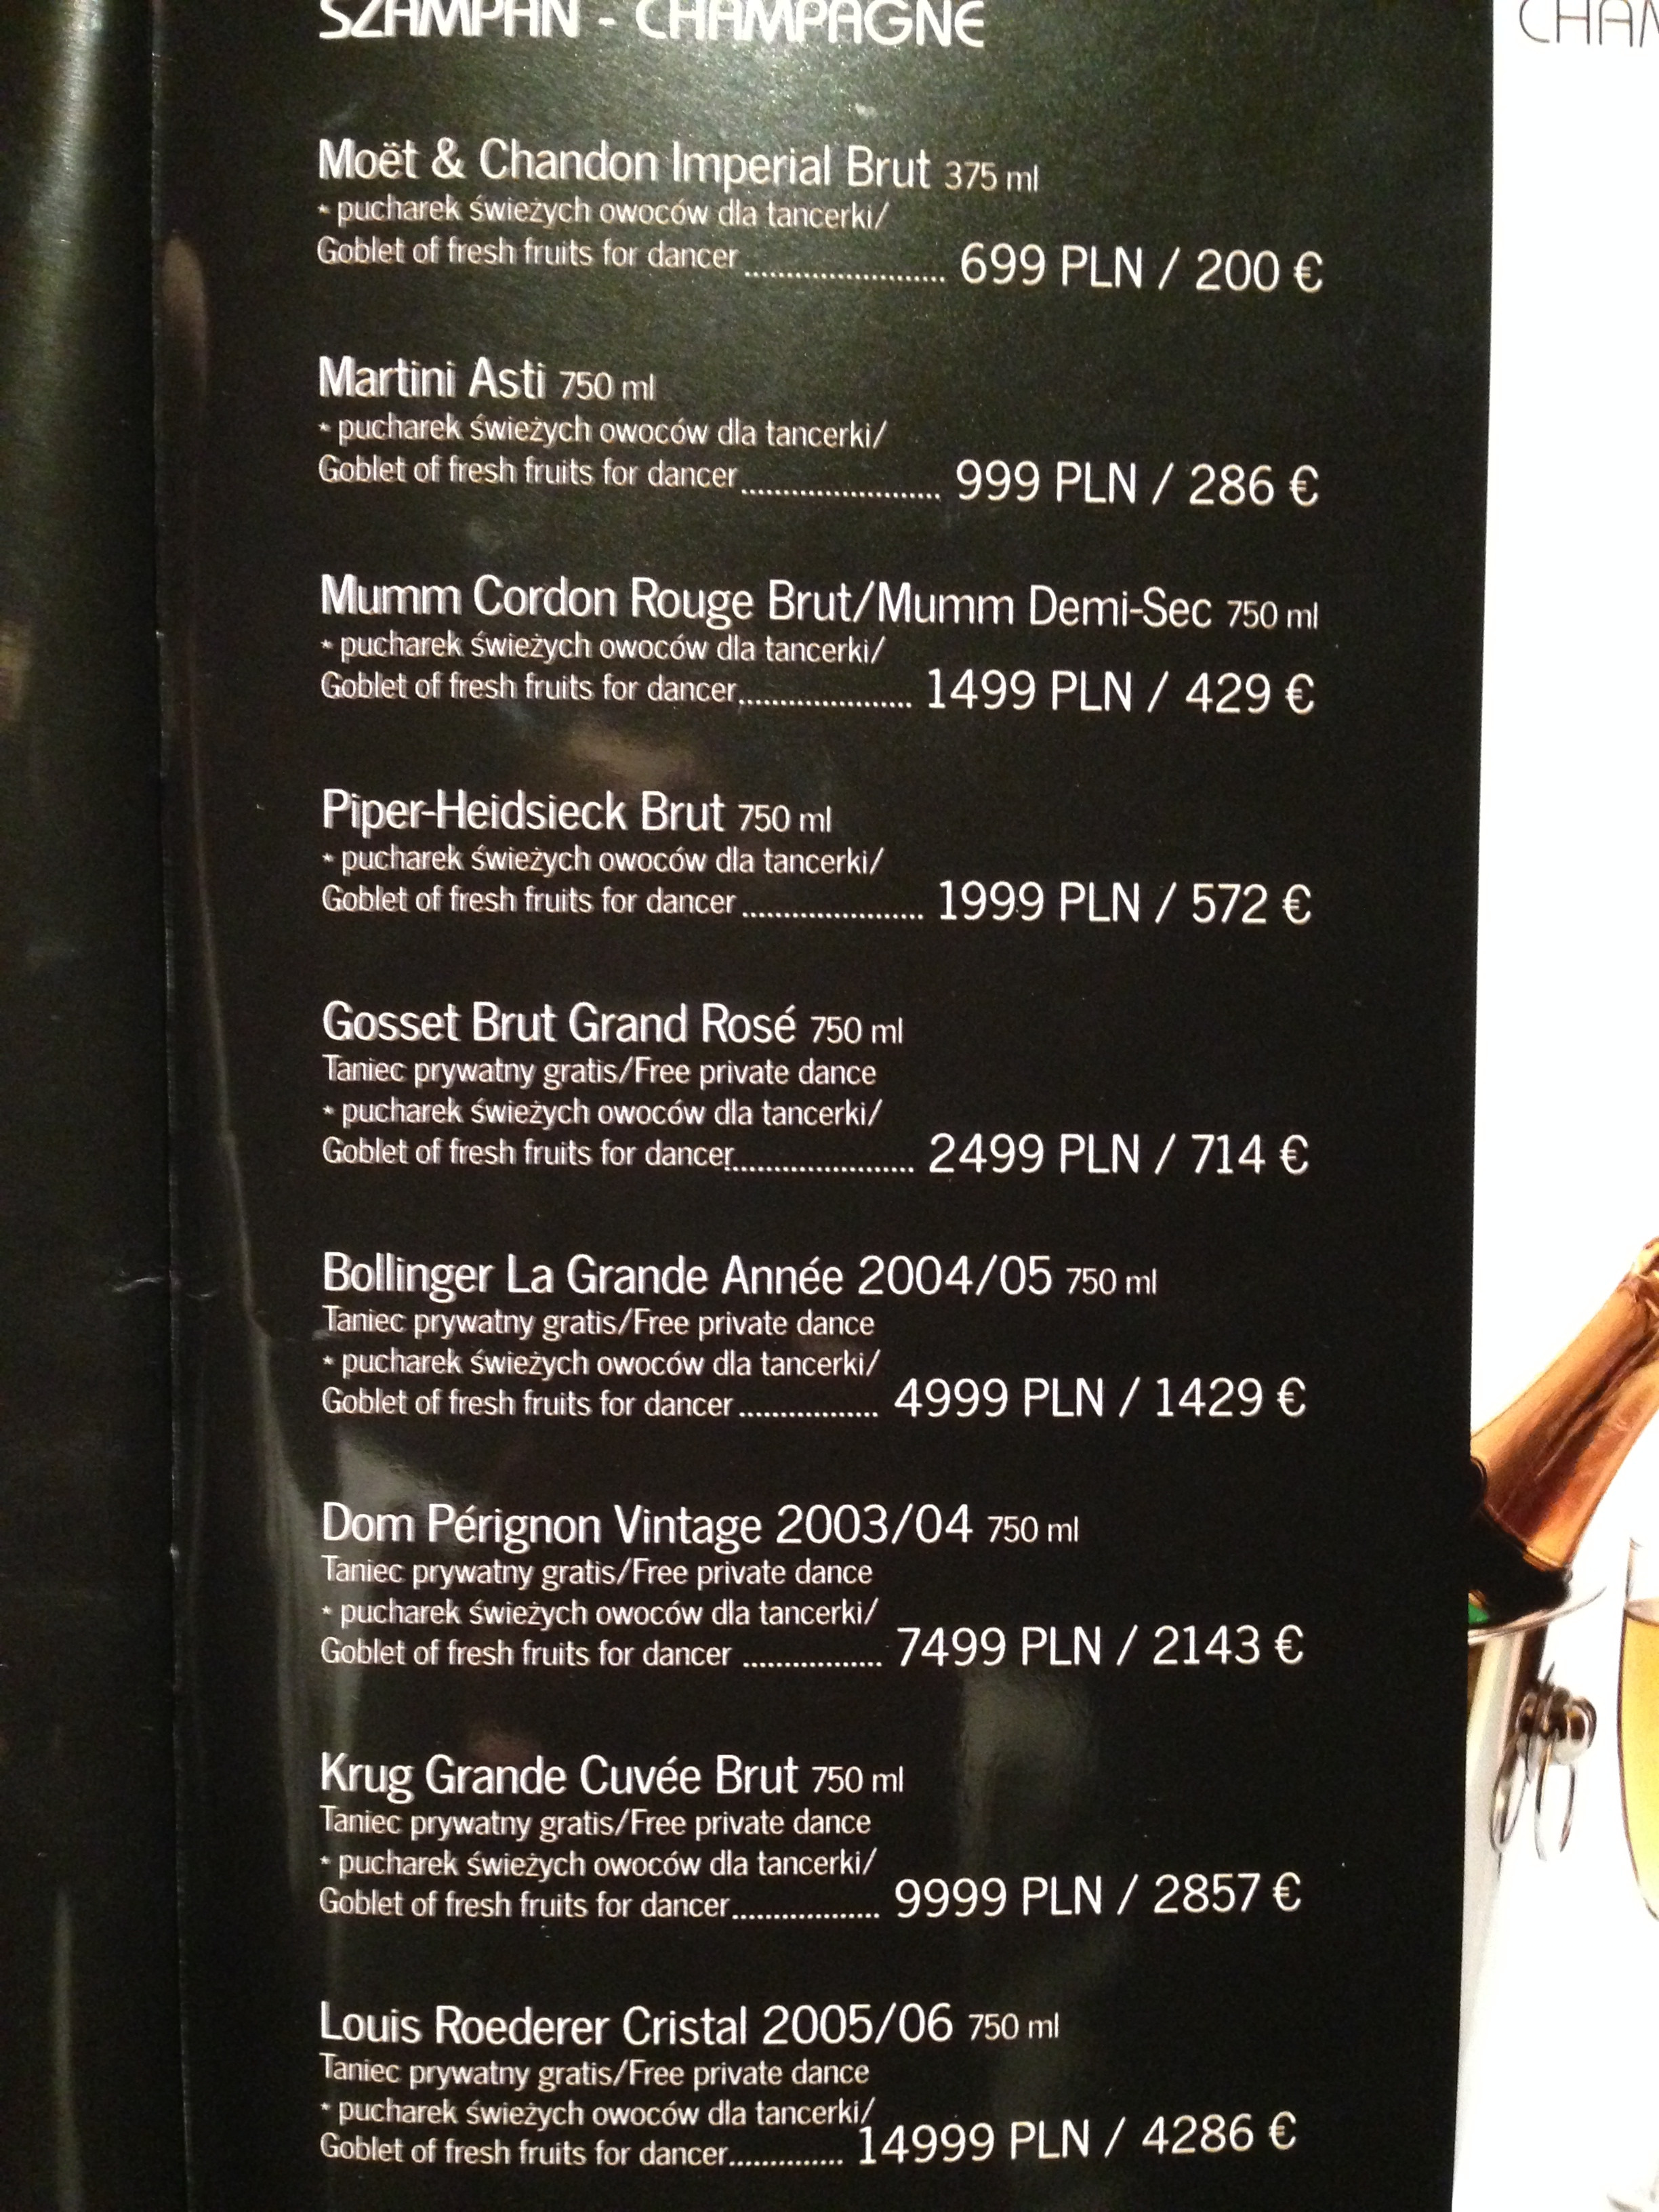 SZAMPAN - CHAMPAGNE
Moët & Chandon Imperial Brut 375 ml
* pucharek świeżych owoców dla tancerki/
Goblet of fresh fruits for dancer........................ 699 PLN / 200 €
Martini Asti 750 ml
* pucharek świeżych owoców dla tancerki/
Goblet of fresh fruits for dancer........................ 999 PLN / 286 €
Mumm Cordon Rouge Brut/Mumm Demi-Sec 750 ml
* pucharek świeżych owoców dla tancerki/
Goblet of fresh fruits for dancer..................... 1499 PLN / 429 €
Piper-Heidsieck Brut 750 ml
* pucharek świeżych owoców dla tancerki/
Goblet of fresh fruits for dancer ...................... 1999 PLN / 572 €
Gosset Brut Grand Rosé 750 ml
Taniec prywatny gratis/Free private dance
* pucharek świeżych owoców dla tancerki/
Goblet of fresh fruits for dancer...................... 2499 PLN / 714 €
Bollinger La Grande Année 2004/05 750 ml
Taniec prywatny gratis/Free private dance
* pucharek świeżych owoców dla tancerki/
Goblet of fresh fruits for dancer ................. 4999 PLN / 1429 €
Dom Pérignon Vintage 2003/04 750 ml
Taniec prywatny gratis/Free private dance
* pucharek świeżych owoców dla tancerki/
Goblet of fresh fruits for dancer ................. 7499 PLN / 2143 €
Krug Grande Cuvée Brut 750 ml
Taniec prywatny gratis/Free private dance
* pucharek świeżych owoców dla tancerki/
Goblet of fresh fruits for dancer.................. 9999 PLN / 2857 €
Louis Roederer Cristal 2005/06 750 ml
Taniec prywatny gratis/Free private dance
* pucharek świeżych owoców dla tancerki/
Goblet of fresh fruits for dancer.............. 14999 PLN / 4286 €